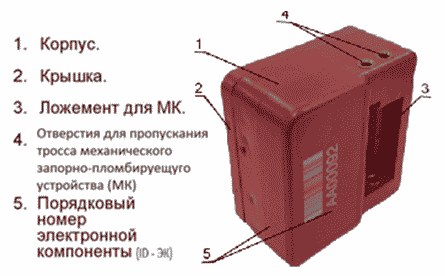 1. Корпус.
2. Крышка.
3. Ложемент для МК.
4. Отверстия для пропускания
тросса механического
запорно-пломбируещуго
устройства (МК)
5. Порядковый
номер
электронной
компоненты (ID - ЭК)
4
1
2
3
5
AA00092